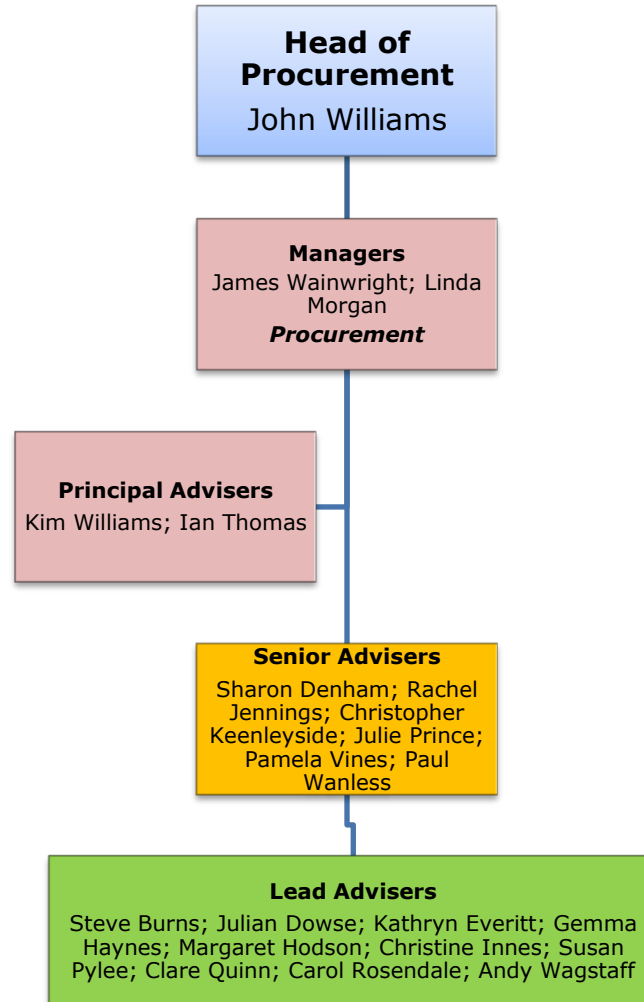 Head of
Procurement
John Williams
Managers
James Wainwright; Linda
Morgan
Procurement
Principal Advisers
Kim Williams; Ian Thomas
Senior Advisers
Sharon Denham; Rachel
Jennings; Christopher
Keenleyside; Julie Prince;
Pamela Vines; Paul
Wanless
Lead Advisers
Steve Burns; Julian Dowse; Kathryn Everitt; Gemma
Haynes; Margaret Hodson; Christine Innes; Susan
Pylee; Clare Quinn; Carol Rosendale; Andy Wagstaff